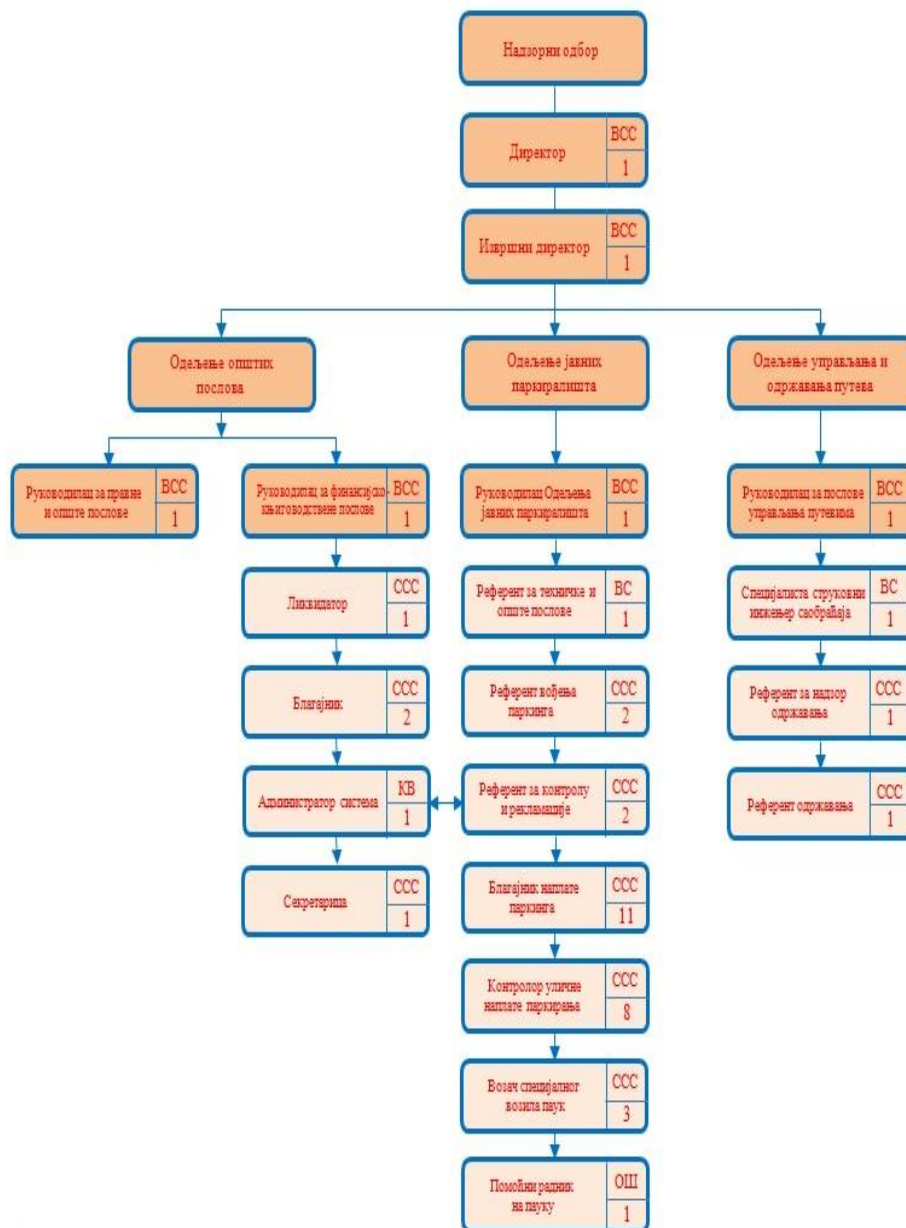 Надзорни одбор
Директор
ВСС
1
Извршни директор
ВСС
1
Одељење општих
послова
Одељење јавних
паркиралишта
Одељење управљања и
одржавања путева
Руководилац за правне
и опште послове
ВСС
1
Руководилац за финансијско-
књиговодствене послове
ВСС
1
Руководилац Одељења
јавних паркиралишта
ВСС
1
Руководилац за послове
управљања путевима
ВСС
1
Ликвидатор
ССС
1
Референт за техничке и
опште послове
ВС
1
Специјалиста струковни
инжењер саобраћаја
ВС
1
Благајник
ССС
2
Референт вођења
паркинга
ССС
2
Референт за надзор
одржавања
ССС
1
Администратор система
КВ
1
Референт за контролу
и рекламације
ССС
2
Референт одржавања
ССС
1
Секретарица
ССС
1
Благајник наплате
паркинга
ССС
11
Контролор уличне
наплате паркирања
ССС
8
Возач специјалног
возила паук
ССС
3
Помоћни радник
на пауку
ОШ
1